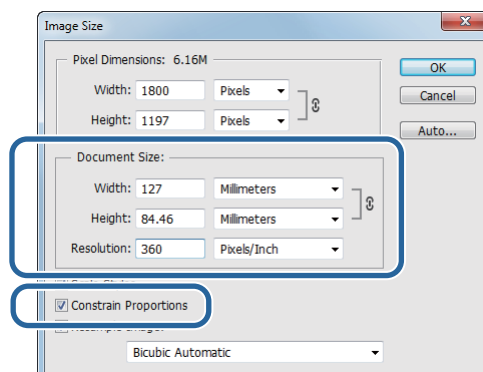 Image Size
Pixel Dimensions: 6.16M
OK
Width: 1800 Pixels
Cancel
Height: 1197 Pixels
Auto...
Document Size:
Width: 127 Millimeters
Height: 84.46 Millimeters
Resolution: 360 Pixels/Inch
Constrain Proportions
Bicubic Automatic